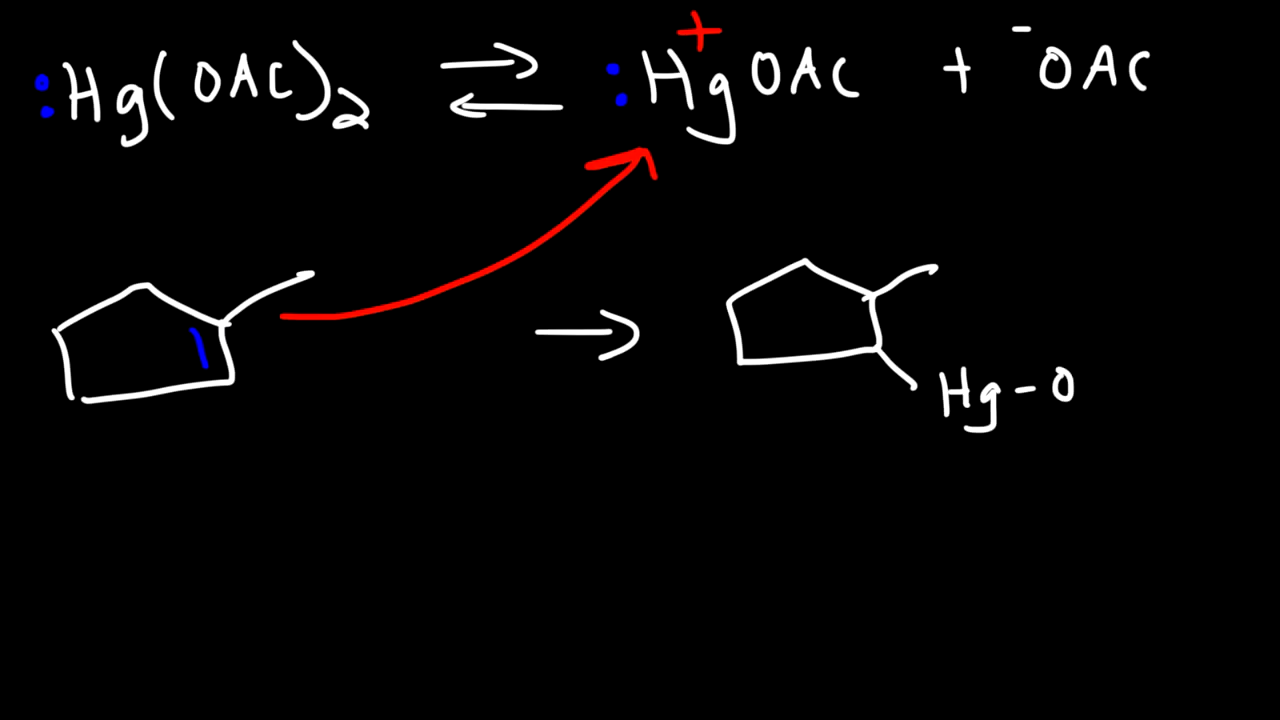 :Hg(OAC)₂ ⇌ :Hg⁺OAC + ⁻OAC
→ Hg-O